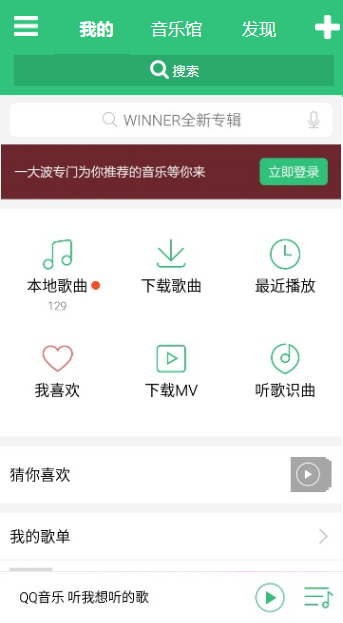 我的 音乐馆 发现
搜索
WINNER全新专辑
一大波专门为你推荐的音乐等你来 立即登录
本地歌曲 下载歌曲 最近播放
129
我喜欢 下载MV 听歌识曲
猜你喜欢
我的歌单
QQ音乐 听我想听的歌